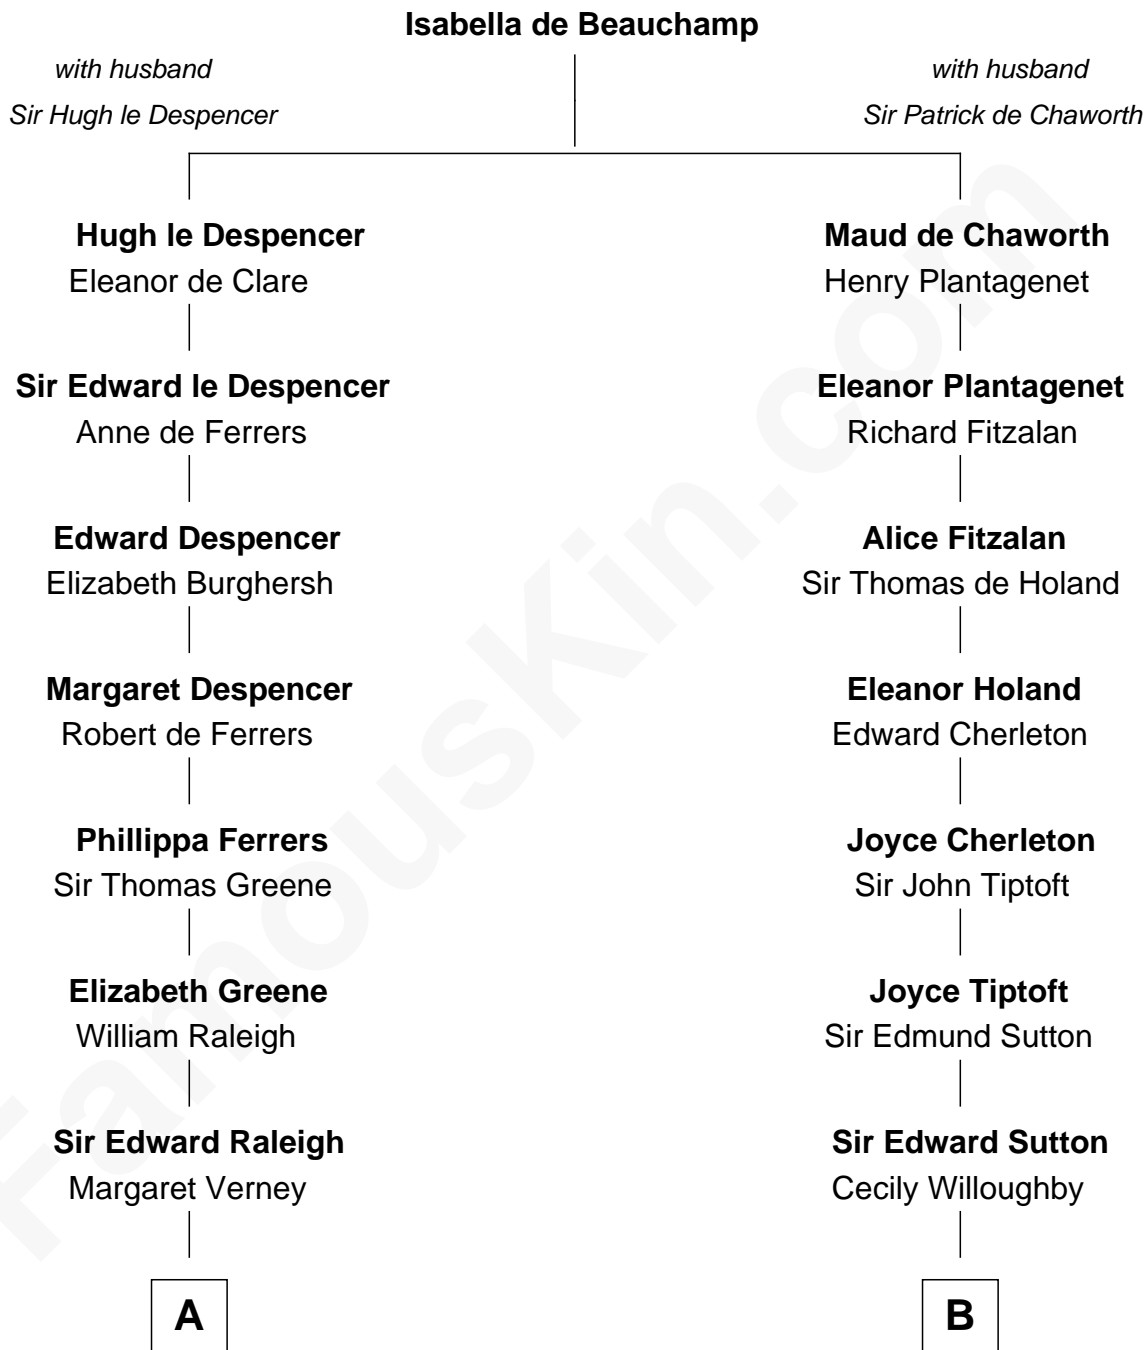 Isabella de Beauchamp
with husband
Sir Hugh le Despencer
with husband
Sir Patrick de Chaworth
Hugh le Despencer
Eleanor de Clare
Sir Edward le Despencer
Anne de Ferrers
Edward Despencer
Elizabeth Burghersh
Margaret Despencer
Robert de Ferrers
Phillippa Ferrers
Sir Thomas Greene
Elizabeth Greene
William Raleigh
Sir Edward Raleigh
Margaret Verney
A
Maud de Chaworth
Henry Plantagenet
Eleanor Plantagenet
Richard Fitzalan
Alice Fitzalan
Sir Thomas de Holand
Eleanor Holand
Edward Cherleton
Joyce Cherleton
Sir John Tiptoft
Joyce Tiptoft
Sir Edmund Sutton
Sir Edward Sutton
Cecily Willoughby
B
FamousKin.com